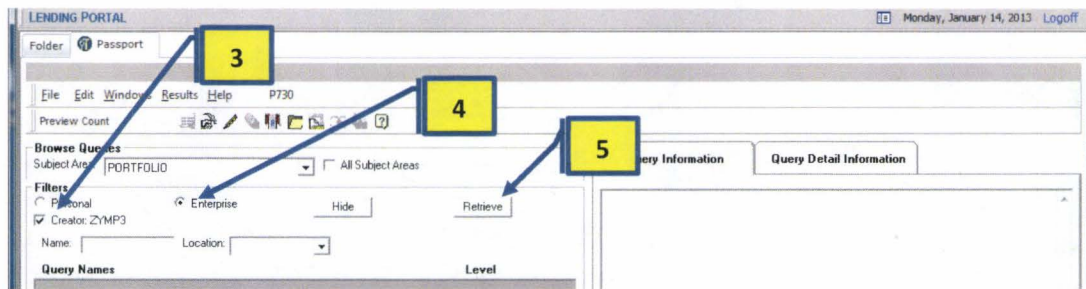 LENDING PORTAL Monday, January 14, 2013 Logoff
Folder Passport
3
File Edit Window Results Help P730
4
Preview Count
5
Browse Queries
Subject Area: PORTFOLIO All Subject Areas
Query Information Query Detail Information
Filters
Personal Enterprise Hide Retrieve
Creator: ZYMP3
Name: Location:
Query Names Level